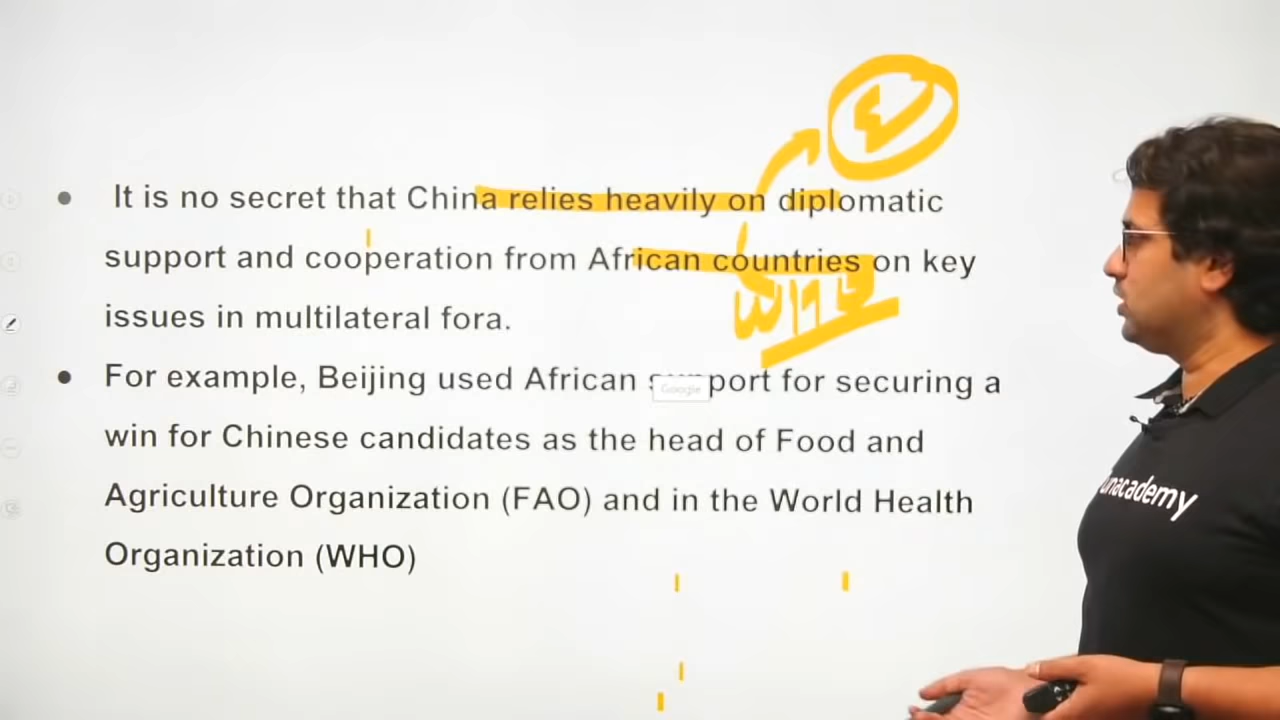 • It is no secret that China relies heavily on diplomatic
support and cooperation from African countries on key
issues in multilateral fora.
• For example, Beijing used African support for securing a
win for Chinese candidates as the head of Food and
Agriculture Organization (FAO) and in the World Health
Organization (WHO)
Google
unacademy